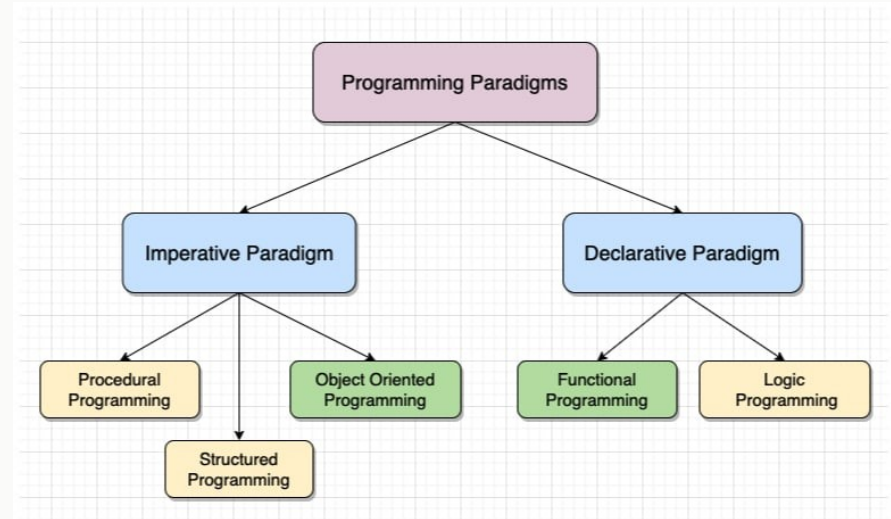 Programming Paradigms
Imperative Paradigm
Declarative Paradigm
Procedural
Programming
Object Oriented
Programming
Functional
Programming
Logic
Programming
Structured
Programming